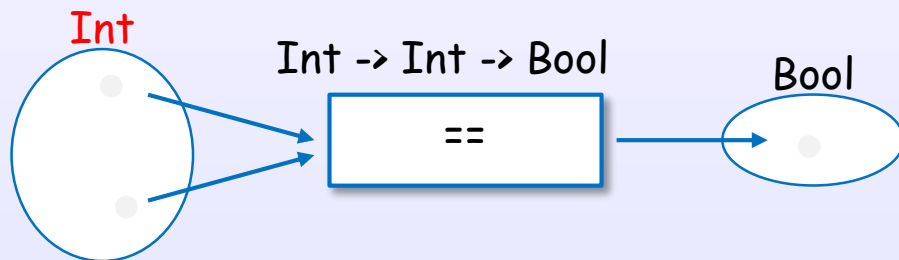 Int
Int -> Int -> Bool
Bool
==